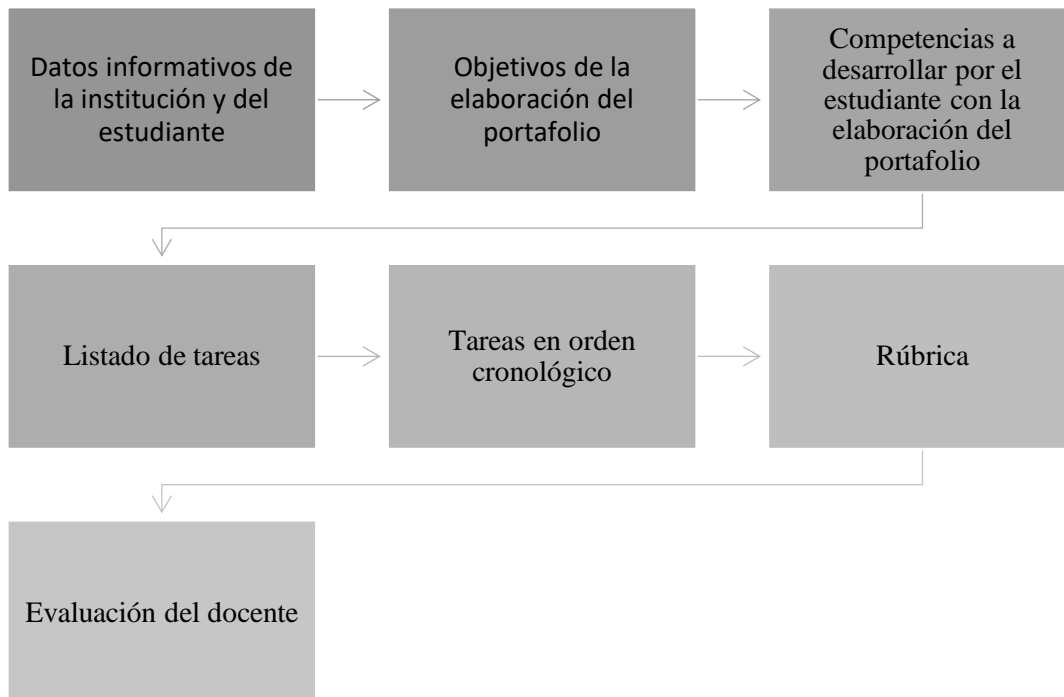 Datos informativos de
la institución y del
estudiante
Objetivos de la
elaboración del
portafolio
Competencias a
desarrollar por el
estudiante con la
elaboración del
portafolio
Listado de tareas
Tareas en orden
cronológico
Rúbrica
Evaluación del docente